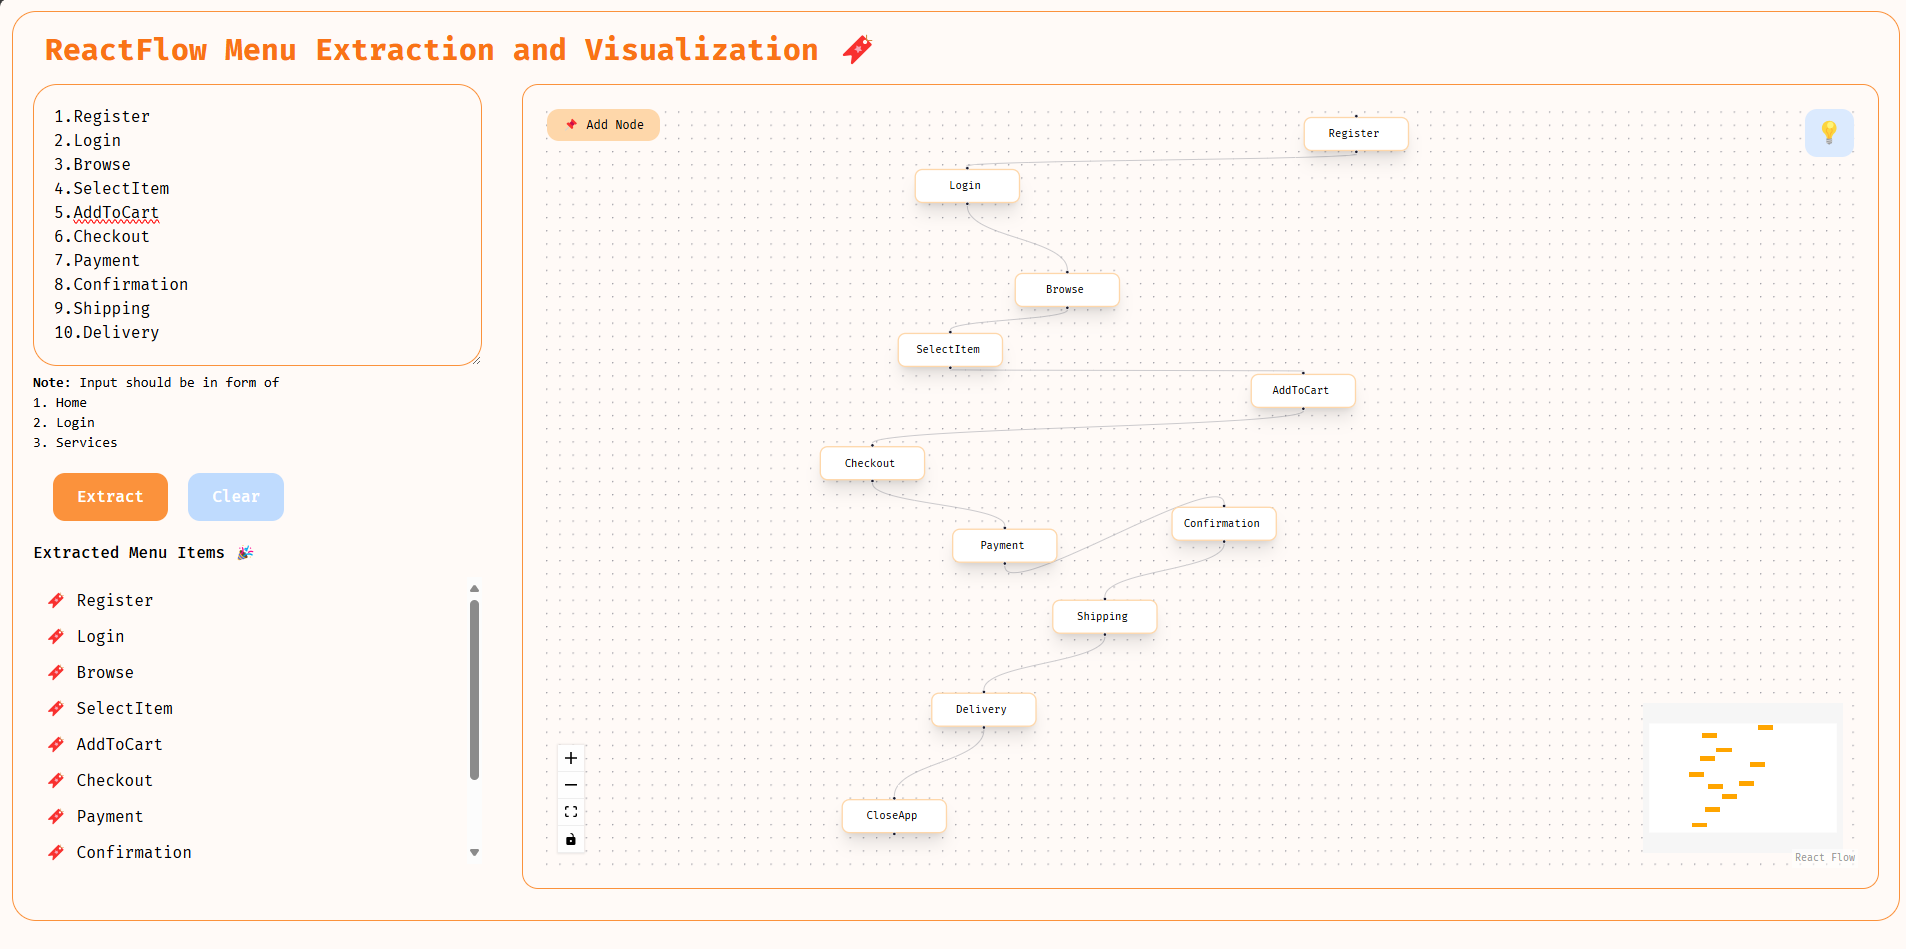 ReactFlow Menu Extraction and Visualization
1.Register
2.Login
3.Browse
4.SelectItem
5.AddToCart
6.Checkout
7.Payment
8.Confirmation
9.Shipping
10.Delivery
Note: Input should be in form of
1. Home
2. Login
3. Services
Extract
Clear
Extracted Menu Items
Register
Login
Browse
SelectItem
AddToCart
Checkout
Payment
Confirmation
Add Node
Register
Login
Browse
SelectItem
AddToCart
Checkout
Confirmation
Payment
Shipping
Delivery
CloseApp
React Flow